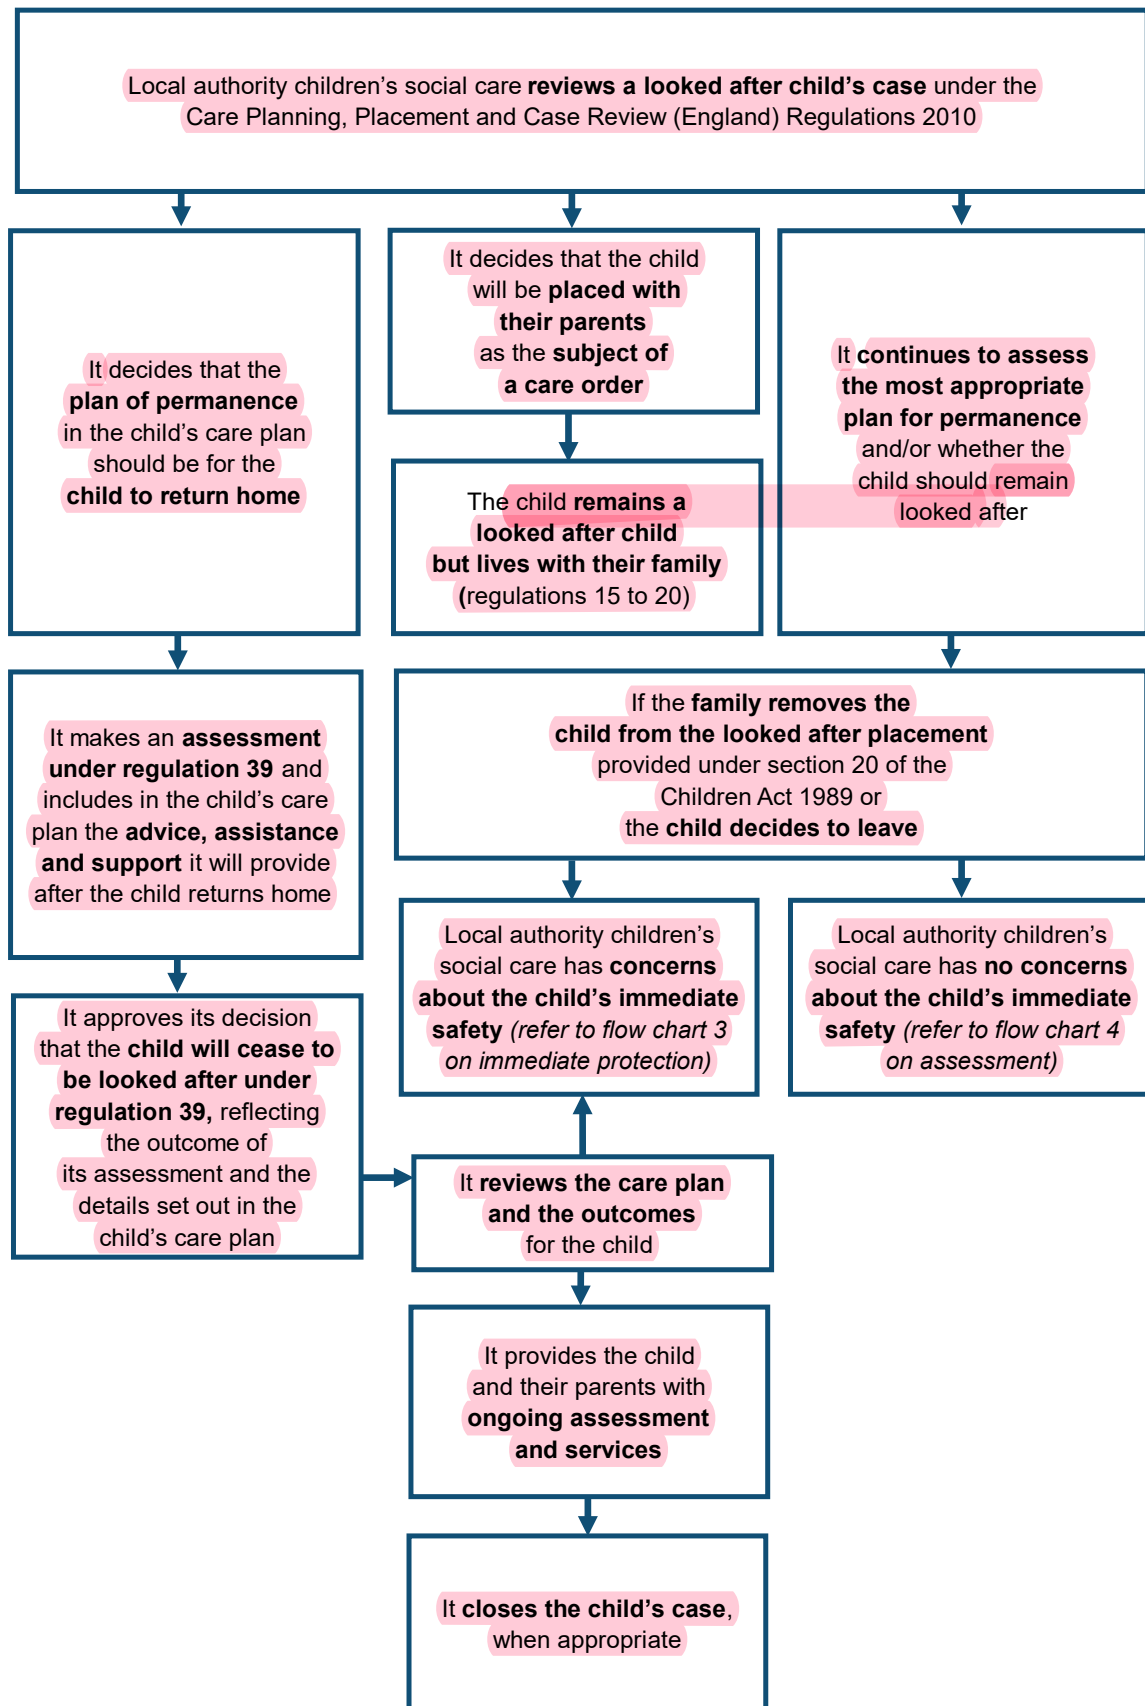 Local authority children’s social care reviews a looked after child’s case under the
Care Planning, Placement and Case Review (England) Regulations 2010
It decides that the
plan of permanence
in the child’s care plan
should be for the
child to return home
It decides that the child
will be placed with
their parents
as the subject of
a care order
The child remains a
looked after child
but lives with their family
(regulations 15 to 20)
It continues to assess
the most appropriate
plan for permanence
and/or whether the
child should remain
looked after
It makes an assessment
under regulation 39 and
includes in the child’s care
plan the advice, assistance
and support it will provide
after the child returns home
If the family removes the
child from the looked after placement
provided under section 20 of the
Children Act 1989 or
the child decides to leave
Local authority children’s
social care has concerns
about the child’s immediate
safety (refer to flow chart 3
on immediate protection)
Local authority children’s
social care has no concerns
about the child’s immediate
safety (refer to flow chart 4
on assessment)
It approves its decision
that the child will cease to
be looked after under
regulation 39, reflecting
the outcome of
its assessment and the
details set out in the
child’s care plan
It reviews the care plan
and the outcomes
for the child
It provides the child
and their parents with
ongoing assessment
and services
It closes the child’s case,
when appropriate